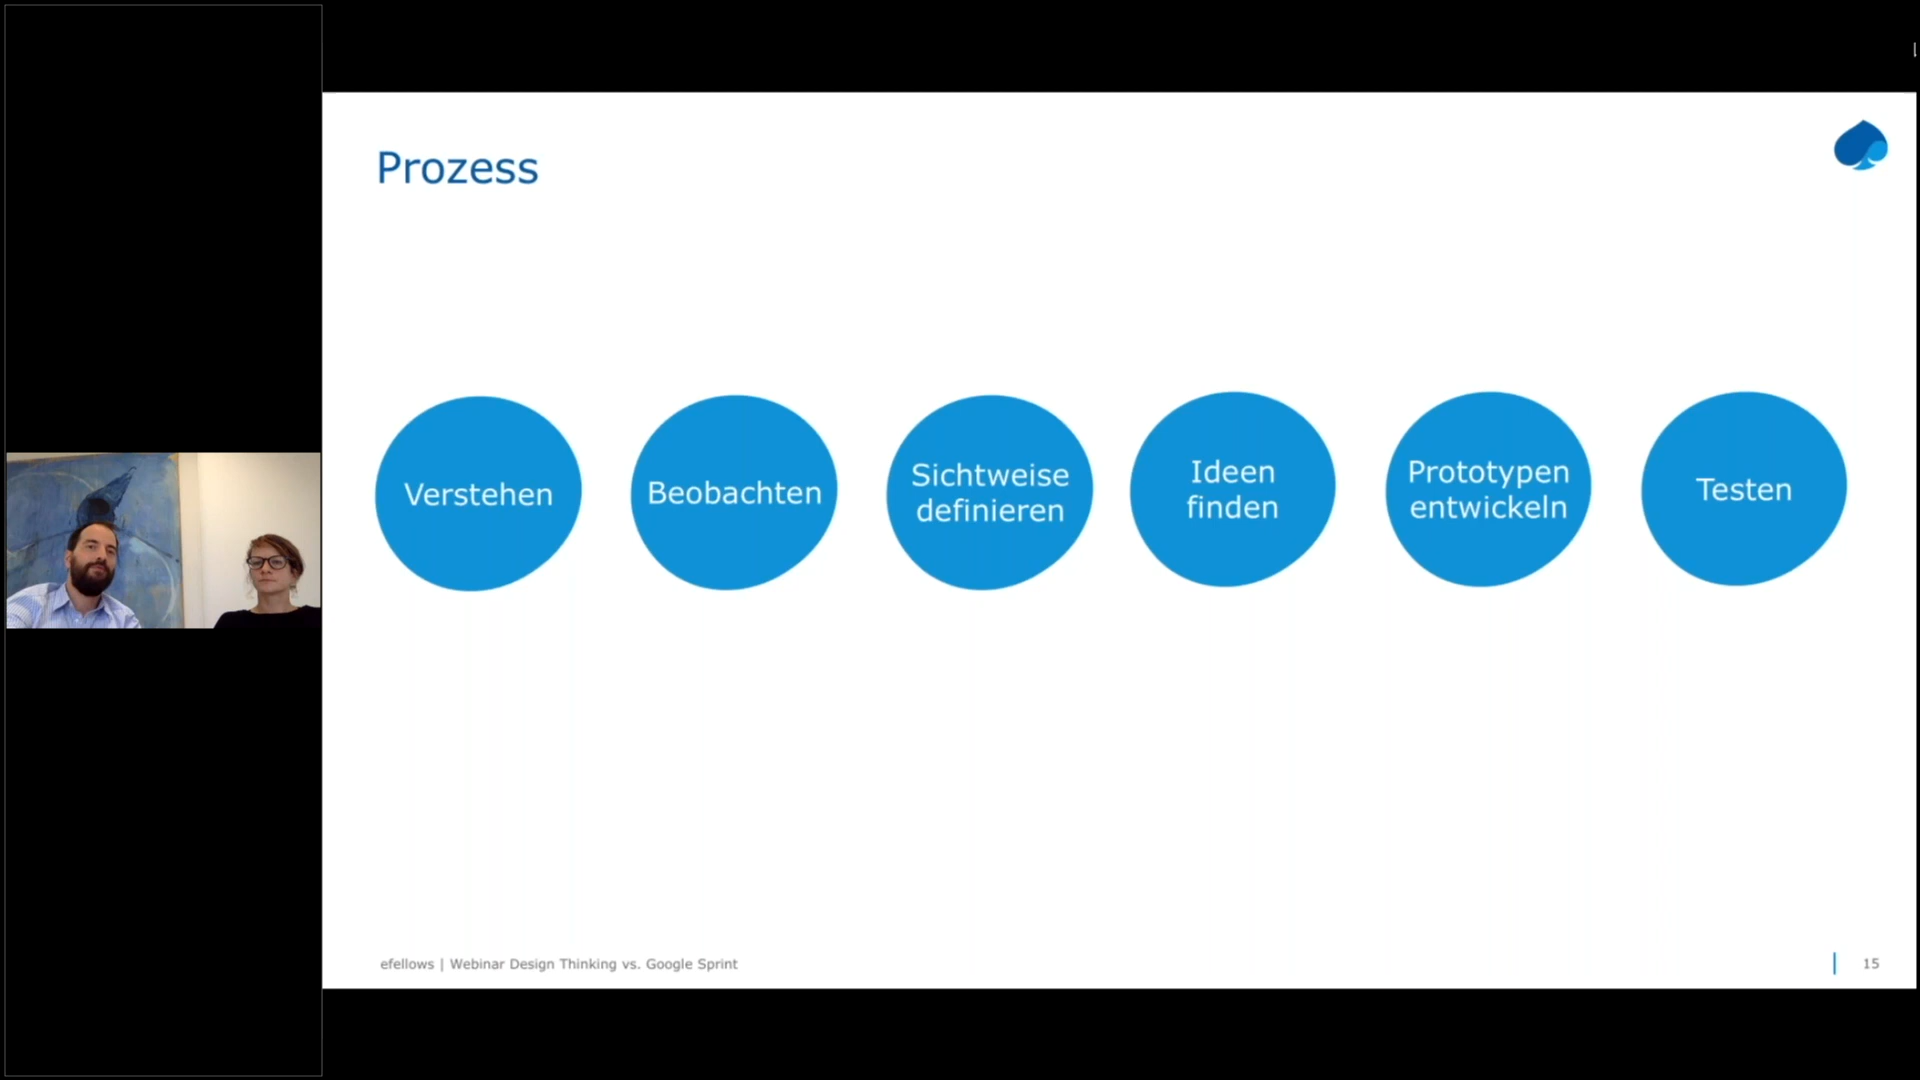 Prozess
Verstehen
Beobachten
Sichtweise
definieren
Ideen
finden
Prototypen
entwickeln
Testen
efellows | Webinar Design Thinking vs. Google Sprint
15